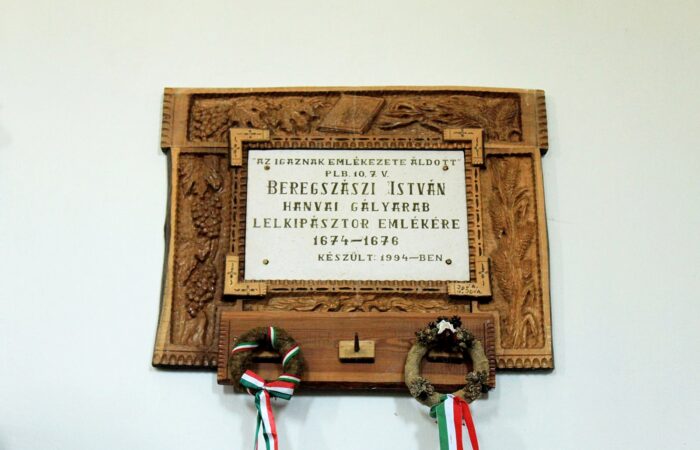 "AZ IGAZNAK EMLÉKEZETE ÁLDOTT"
PLB. 10. 7. V.
BEREGSZÁSZI ISTVÁN
HANVAI GÁLYARAB
LELKIPÁSZTOR EMLÉKÉRE
1674—1676
KÉSZÜLT: 1994—BEN